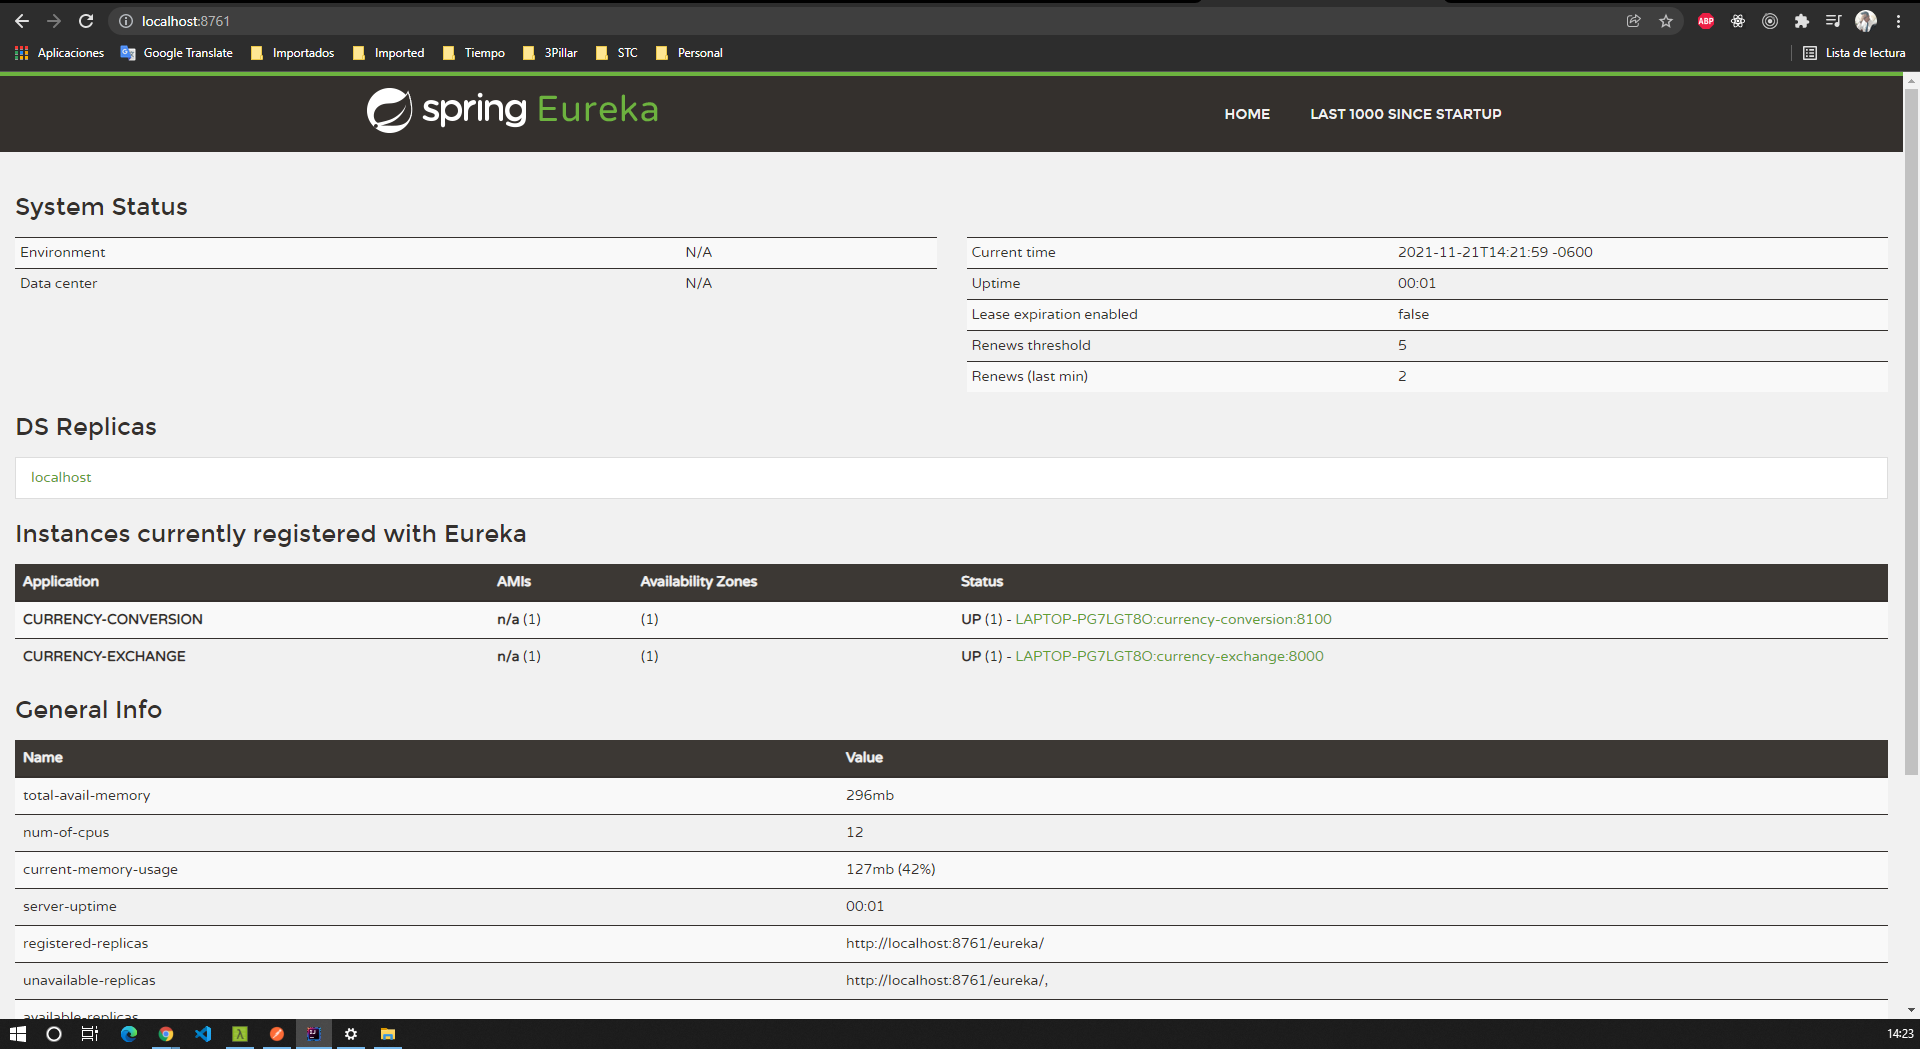 localhost:8761
ABP
Aplicaciones Google Translate Importados Imported Tiempo 3Pillar STC Personal Lista de lectura
spring Eureka HOME LAST 1000 SINCE STARTUP
System Status
Environment N/A
Data center N/A
Current time 2021-11-21T14:21:59 -0600
Uptime 00:01
Lease expiration enabled false
Renews threshold 5
Renews (last min) 2
DS Replicas
localhost
Instances currently registered with Eureka
Application AMIs Availability Zones Status
CURRENCY-CONVERSION n/a (1) (1) UP (1) - LAPTOP-PG7LGT8O:currency-conversion:8100
CURRENCY-EXCHANGE n/a (1) (1) UP (1) - LAPTOP-PG7LGT8O:currency-exchange:8000
General Info
Name Value
total-avail-memory 296mb
num-of-cpus 12
current-memory-usage 127mb (42%)
server-uptime 00:01
registered-replicas http://localhost:8761/eureka/
unavailable-replicas http://localhost:8761/eureka/,
available-replicas
14:23